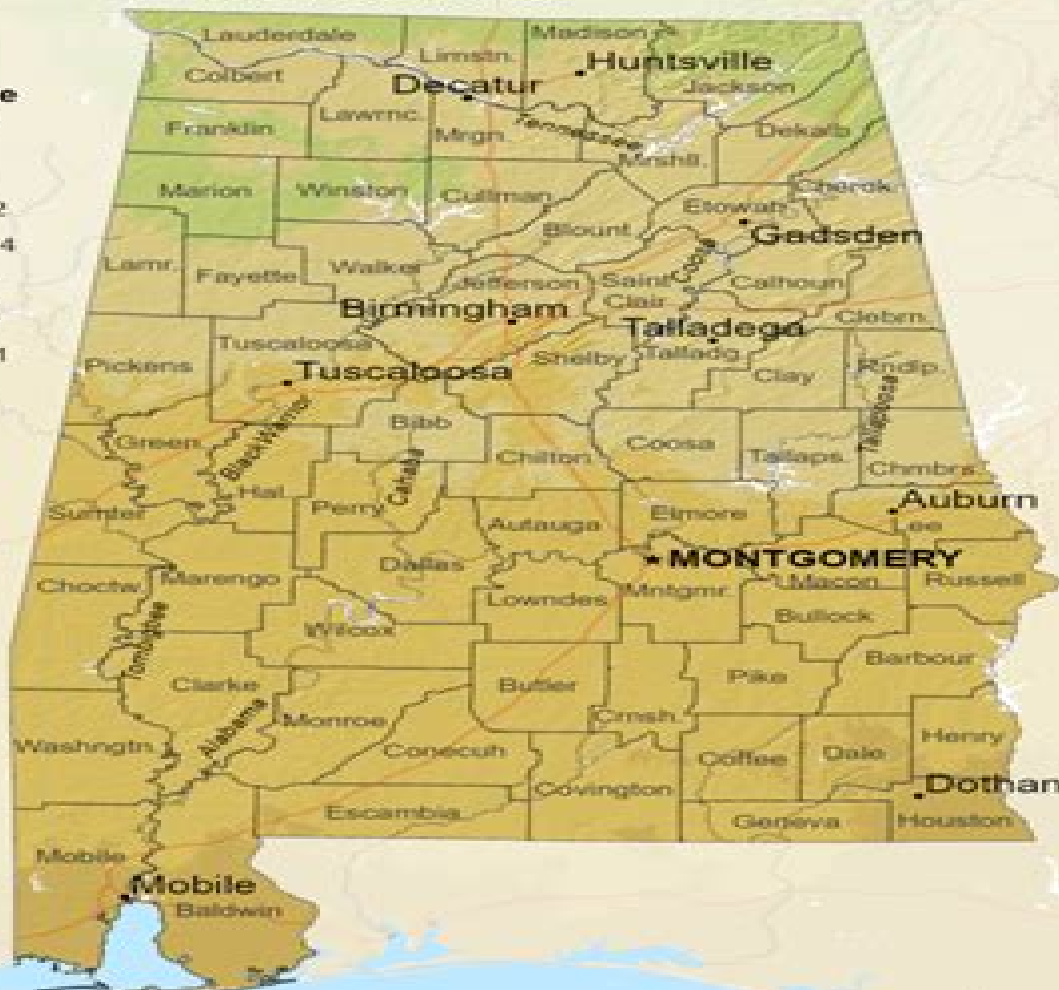 e
2
4
Lauderdale
Limstn.
Madison
Huntsville
Colbert
Decatur
Jackson
Lawrnc.
Franklin
Mrgn.
Tennessee
Dekalb
Mrshll.
Marion
Winston
Cullman
Cherok.
Etowah
Blount
Gadsden
Lamr.
Fayette
Walker
Jefferson
Saint
Clair
Coosa
Calhoun
Birmingham
Talladega
Clebrn.
Tuscaloosa
Pickens
Shelby
Talladg.
Clay
Rndlp.
Tuscaloosa
Bibb
Green
Black Warrior
Chilton
Coosa
Tallaps.
Tallapoosa
Chmbrs.
Hal
Cahaba
Sumter
Perry
Autauga
Elmore
Auburn
Lee
Dallas
MONTGOMERY
Choctw.
Marengo
Lowndes
Mntgmr.
Macon
Russell
Bullock
Tombigbee
Wilcox
Barbour
Clarke
Butler
Pike
Alabama
Monroe
Crnsh.
Washngtn.
Conecuh
Coffee
Dale
Henry
Covington
Dothan
Escambia
Geneva
Houston
Mobile
Mobile
Baldwin